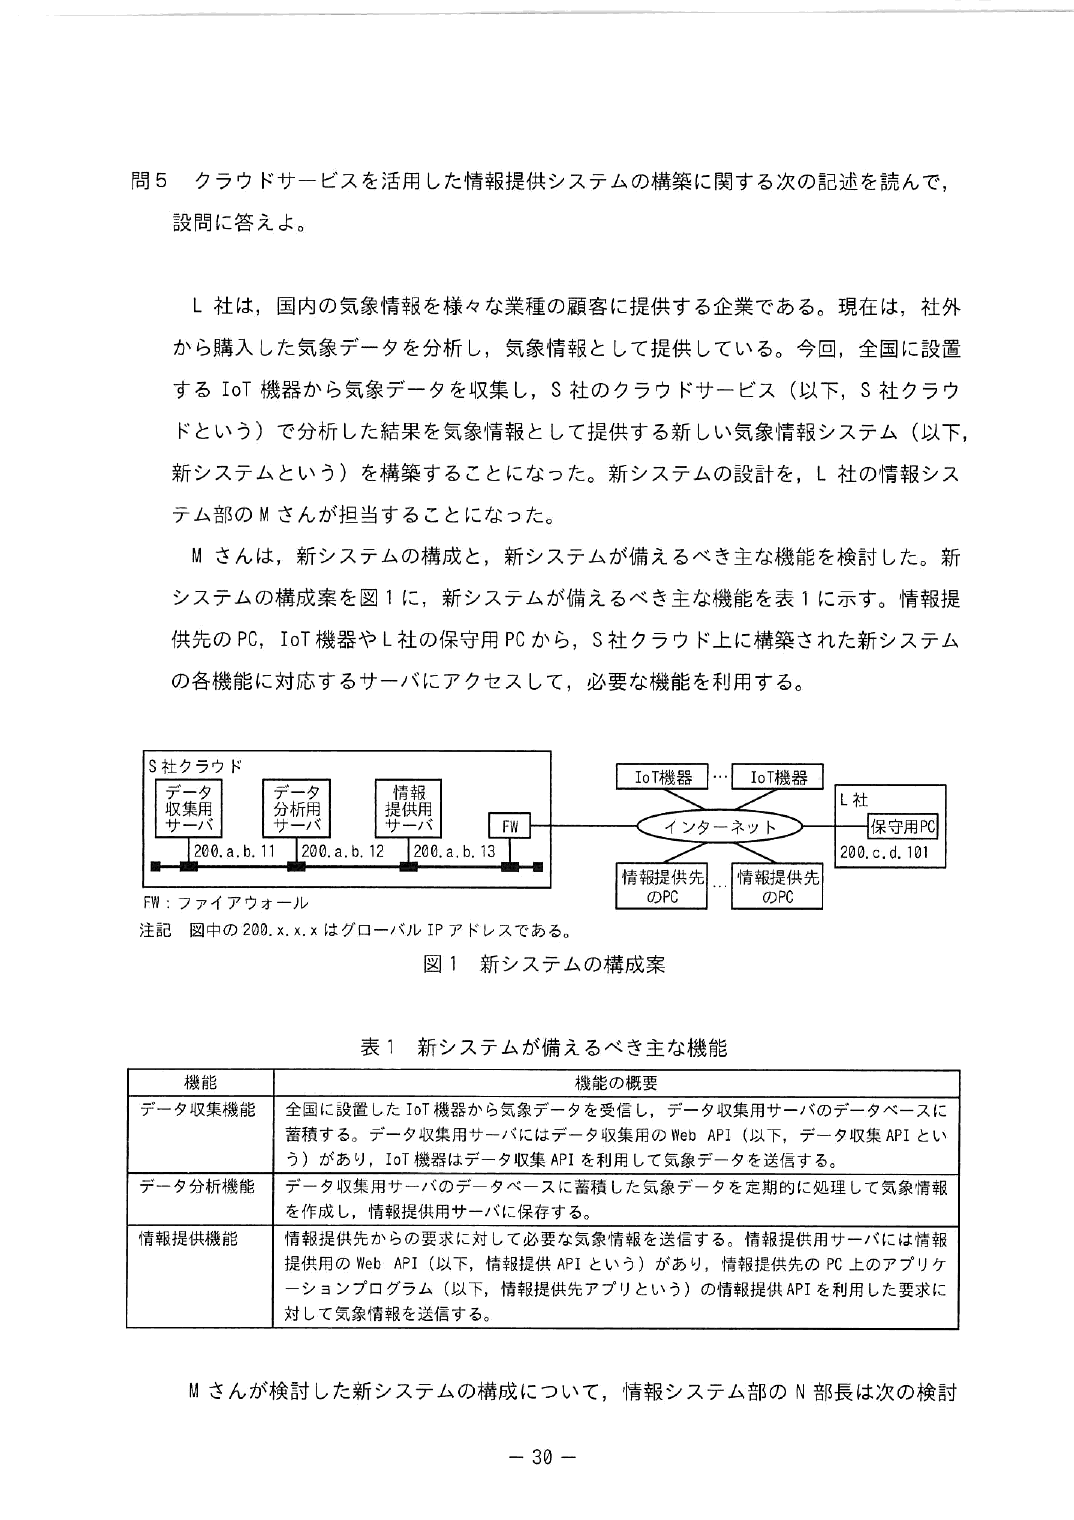 問5　クラウドサービスを活用した情報提供システムの構築に関する次の記述を読んで，
設問に答えよ。
L 社は，国内の気象情報を様々な業種の顧客に提供する企業である。現在は，社外
から購入した気象データを分析し，気象情報として提供している。今回，全国に設置
する IoT 機器から気象データを収集し，S 社のクラウドサービス（以下，S 社クラウ
ドという）で分析した結果を気象情報として提供する新しい気象情報システム（以下，
新システムという）を構築することになった。新システムの設計を，L 社の情報シス
テム部の M さんが担当することになった。
M さんは，新システムの構成と，新システムが備えるべき主な機能を検討した。新
システムの構成案を図 1 に，新システムが備えるべき主な機能を表 1 に示す。情報提
供先の PC，IoT 機器や L 社の保守用 PC から，S 社クラウド上に構築された新システム
の各機能に対応するサーバにアクセスして，必要な機能を利用する。
S 社クラウド
データ
収集用
サーバ
200.a.b.11
データ
分析用
サーバ
200.a.b.12
情報
提供用
サーバ
200.a.b.13
FW
IoT機器
…
IoT機器
インターネット
情報提供先
のPC
…
情報提供先
のPC
L 社
保守用PC
200.c.d.101
FW：ファイアウォール
注記　図中の 200.x.x.x はグローバル IP アドレスである。
図 1　新システムの構成案
表 1　新システムが備えるべき主な機能
機能　機能の概要
データ収集機能　全国に設置した IoT 機器から気象データを受信し，データ収集用サーバのデータベースに
蓄積する。データ収集用サーバにはデータ収集用の Web API（以下，データ収集 API とい
う）があり，IoT 機器はデータ収集 API を利用して気象データを送信する。
データ分析機能　データ収集用サーバのデータベースに蓄積した気象データを定期的に処理して気象情報
を作成し，情報提供用サーバに保存する。
情報提供機能　情報提供先からの要求に対して必要な気象情報を送信する。情報提供用サーバには情報
提供用の Web API（以下，情報提供 API という）があり，情報提供先の PC 上のアプリケ
ーションプログラム（以下，情報提供先アプリという）の情報提供 API を利用した要求に
対して気象情報を送信する。
M さんが検討した新システムの構成について，情報システム部の N 部長は次の検討
― 30 ―